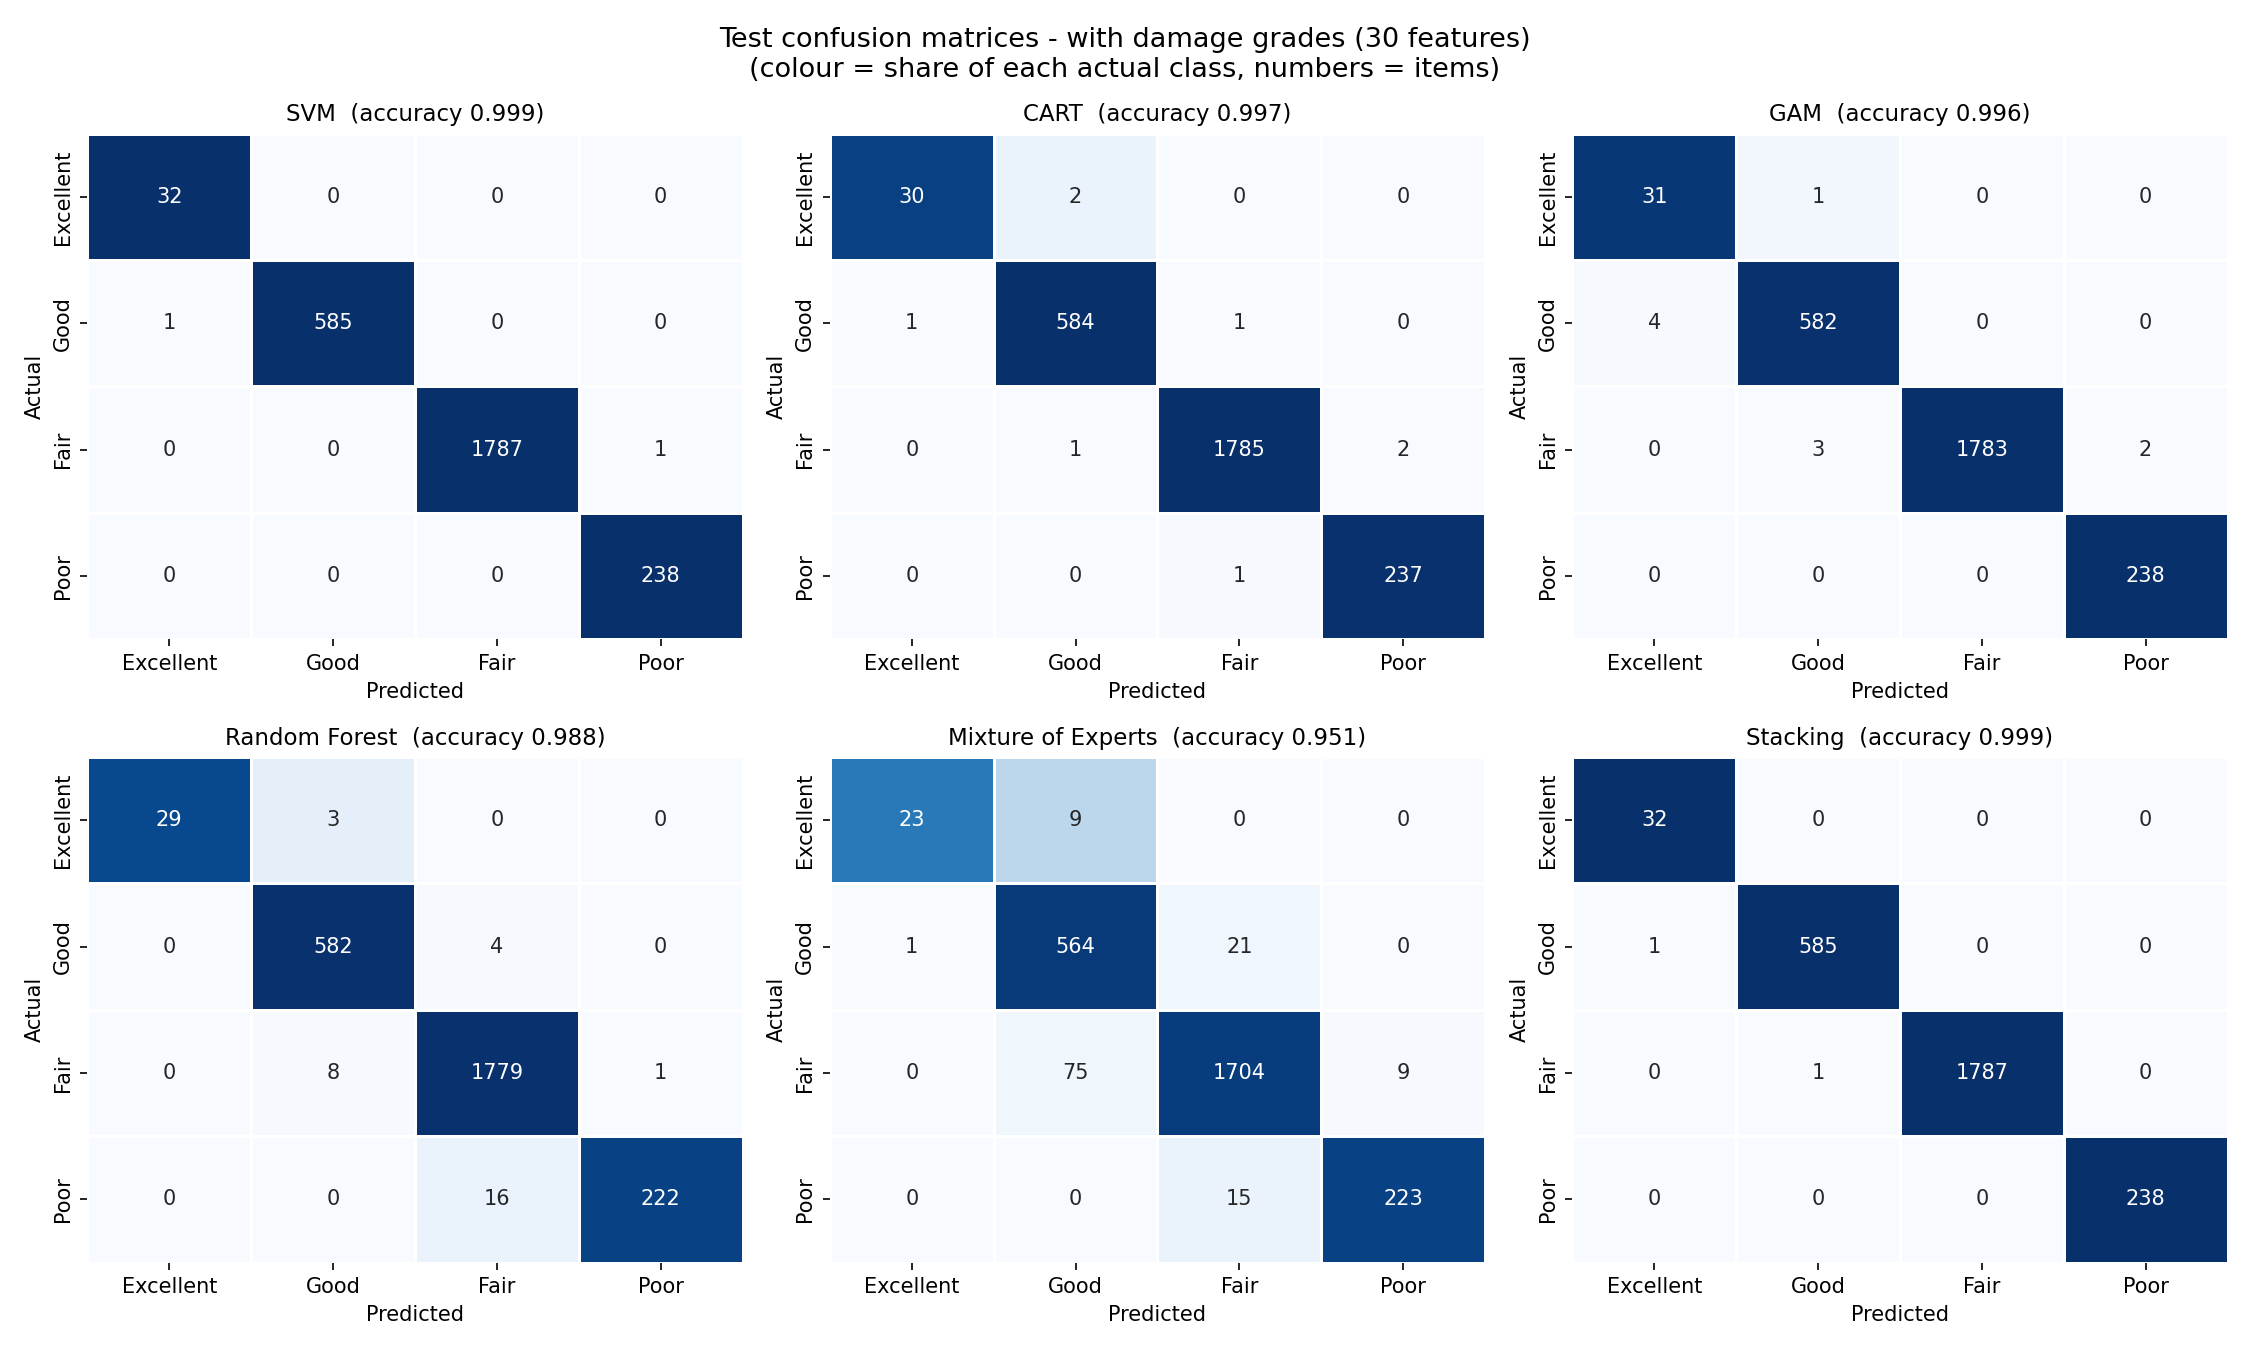 Test confusion matrices - with damage grades (30 features)
(colour = share of each actual class, numbers = items)
SVM  (accuracy 0.999)
Actual
Excellent 32 0 0 0
Good 1 585 0 0
Fair 0 0 1787 1
Poor 0 0 0 238
Excellent Good Fair Poor
Predicted
CART  (accuracy 0.997)
Actual
Excellent 30 2 0 0
Good 1 584 1 0
Fair 0 1 1785 2
Poor 0 0 1 237
Excellent Good Fair Poor
Predicted
GAM  (accuracy 0.996)
Actual
Excellent 31 1 0 0
Good 4 582 0 0
Fair 0 3 1783 2
Poor 0 0 0 238
Excellent Good Fair Poor
Predicted
Random Forest  (accuracy 0.988)
Actual
Excellent 29 3 0 0
Good 0 582 4 0
Fair 0 8 1779 1
Poor 0 0 16 222
Excellent Good Fair Poor
Predicted
Mixture of Experts  (accuracy 0.951)
Actual
Excellent 23 9 0 0
Good 1 564 21 0
Fair 0 75 1704 9
Poor 0 0 15 223
Excellent Good Fair Poor
Predicted
Stacking  (accuracy 0.999)
Actual
Excellent 32 0 0 0
Good 1 585 0 0
Fair 0 1 1787 0
Poor 0 0 0 238
Excellent Good Fair Poor
Predicted